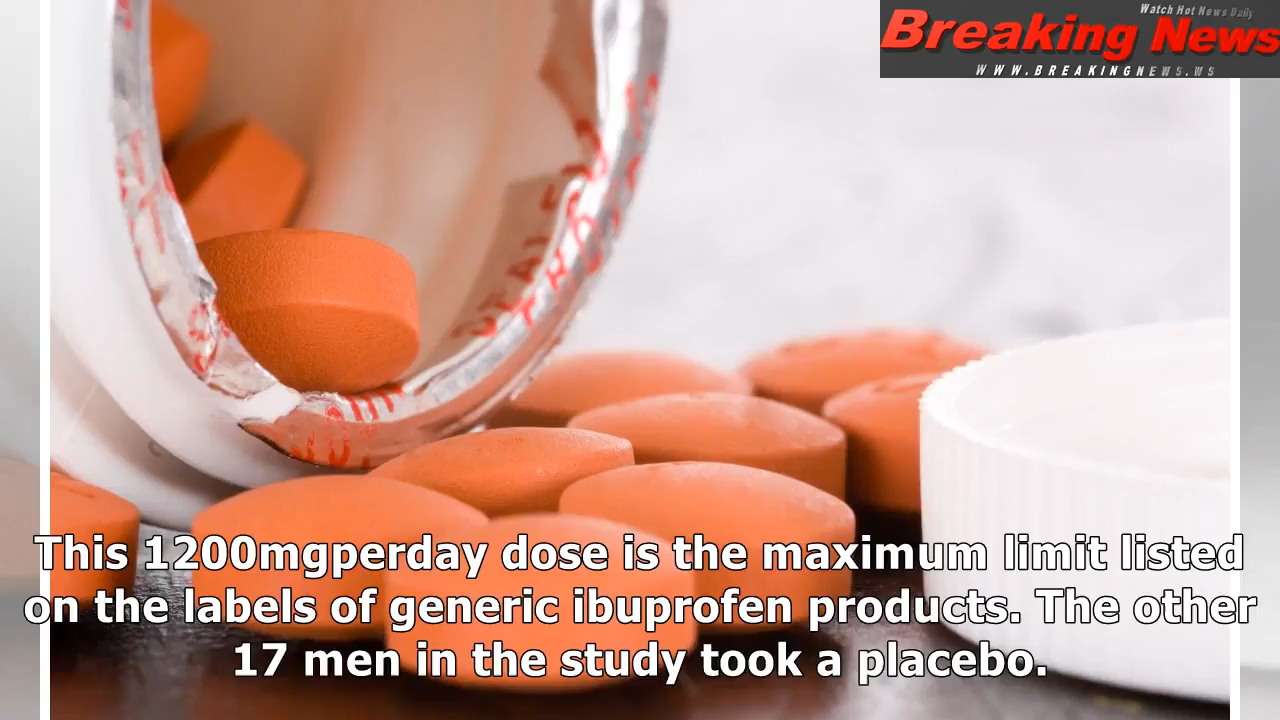 Watch Hot News Daily
Breaking News
WWW.BREAKINGNEWS.WS
This 1200mgperday dose is the maximum limit listed
on the labels of generic ibuprofen products. The other
17 men in the study took a placebo.